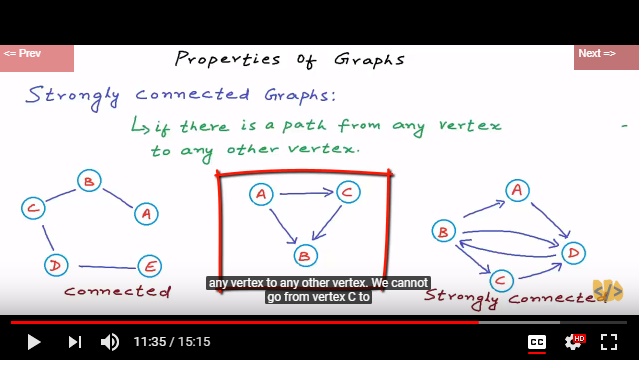 <= Prev
Properties of Graphs
Next =>
Strongly connected Graphs:
↳ if there is a path from any vertex
to any other vertex.
B
C
A
D
E
connected
A
C
B
any vertex to any other vertex. We cannot
go from vertex C to
A
B
D
C
Strongly connected
</>
11:35 / 15:15
CC
HD